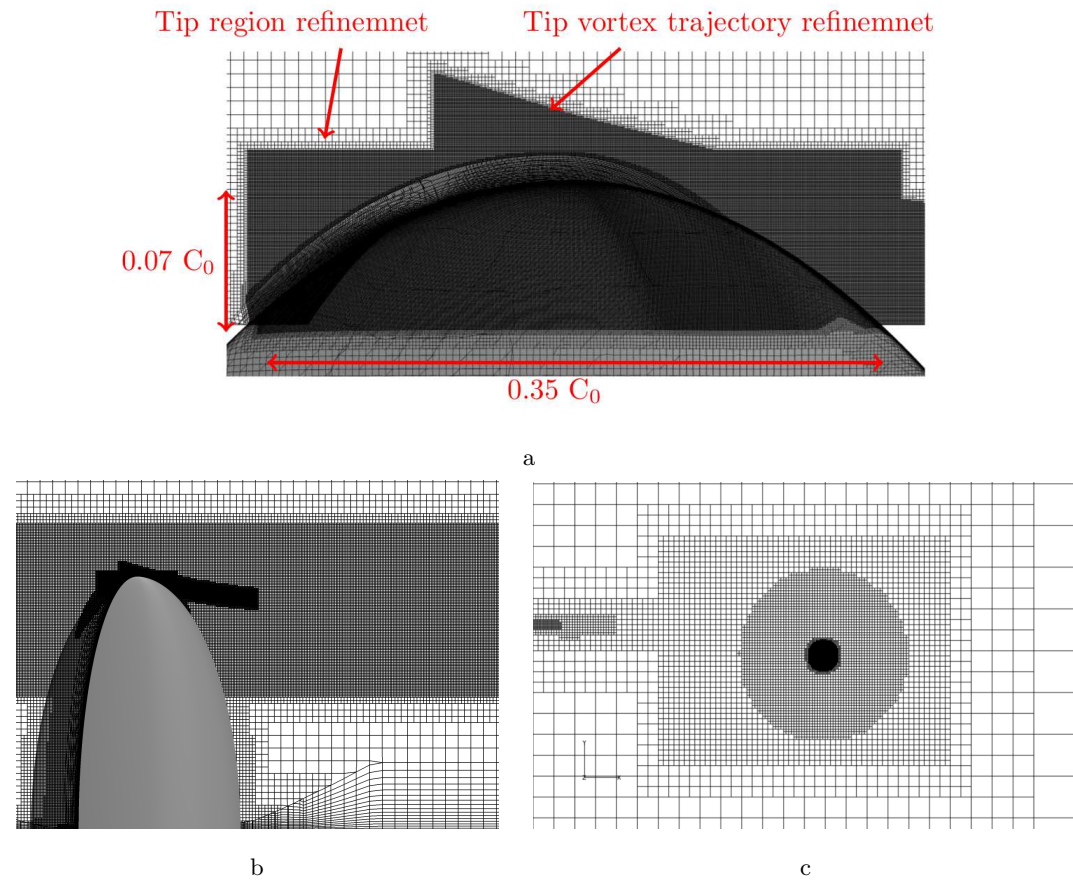 Tip region refinemnet
Tip vortex trajectory refinemnet
0.07 C₀
0.35 C₀
a
b
Y
Z X
c